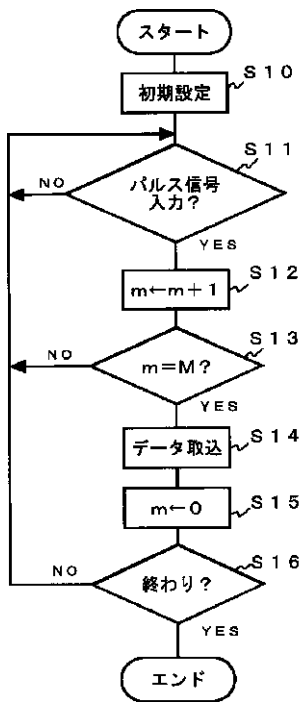 スタート
S10
初期設定
S11
パルス信号
入力?
NO
YES
S12
m←m+1
S13
m=M?
NO
YES
S14
データ取込
S15
m←0
S16
終わり?
NO
YES
エンド